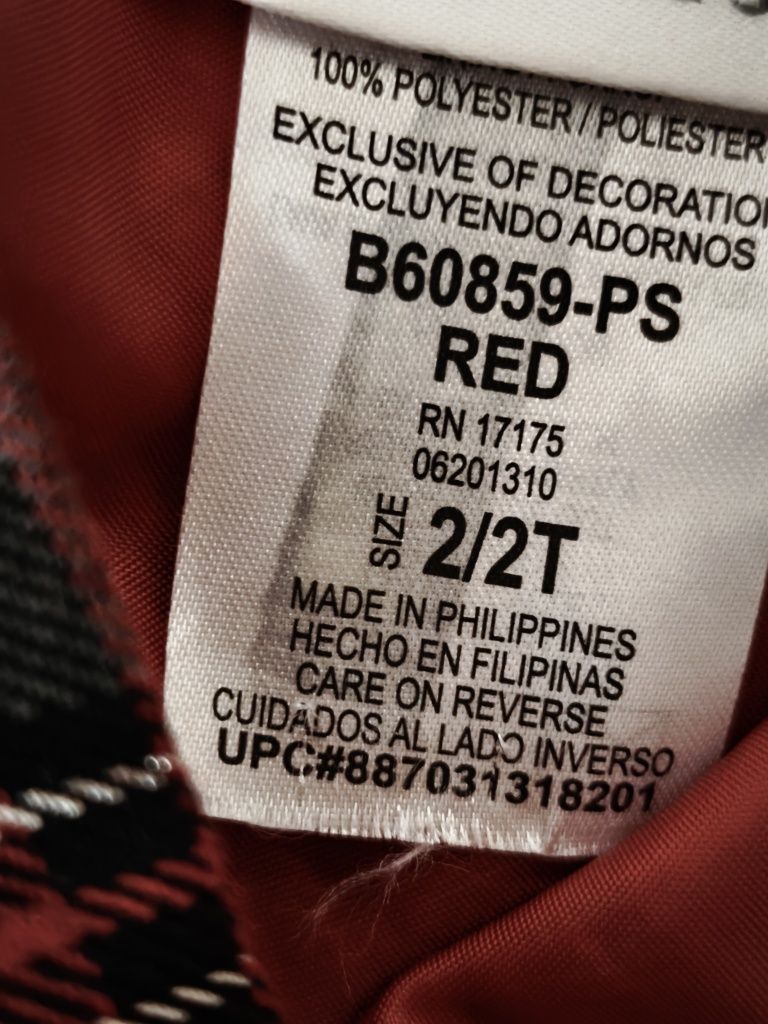 100% POLYESTER / POLIESTER
EXCLUSIVE OF DECORATION
EXCLUYENDO ADORNOS
B60859-PS
RED
RN 17175
06201310
SIZE 2/2T
MADE IN PHILIPPINES
HECHO EN FILIPINAS
CARE ON REVERSE
CUIDADOS AL LADO INVERSO
UPC#887031318201